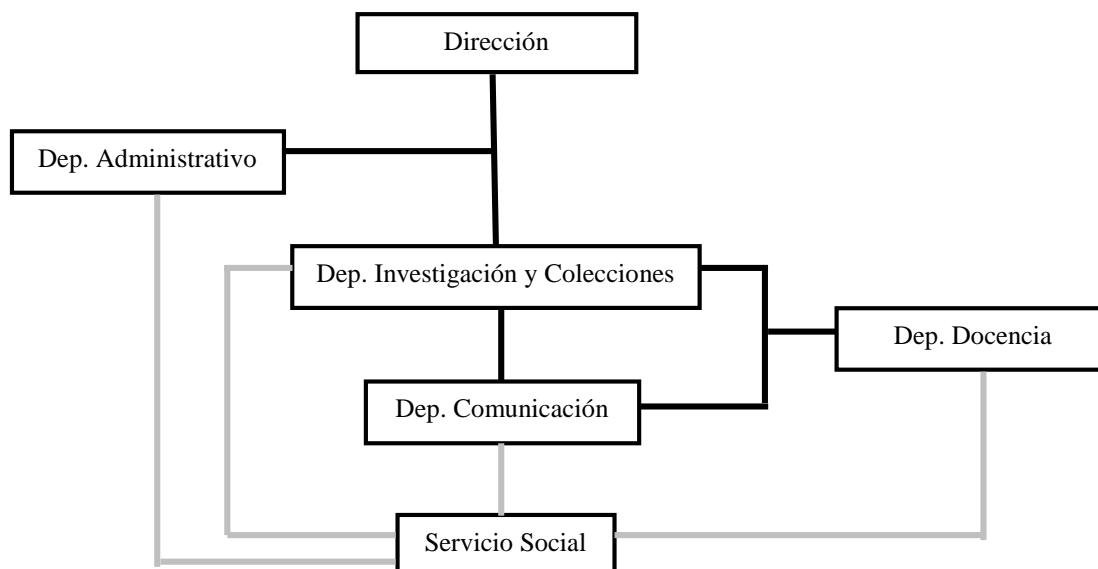 Dirección
Dep. Administrativo
Dep. Investigación y Colecciones
Dep. Docencia
Dep. Comunicación
Servicio Social